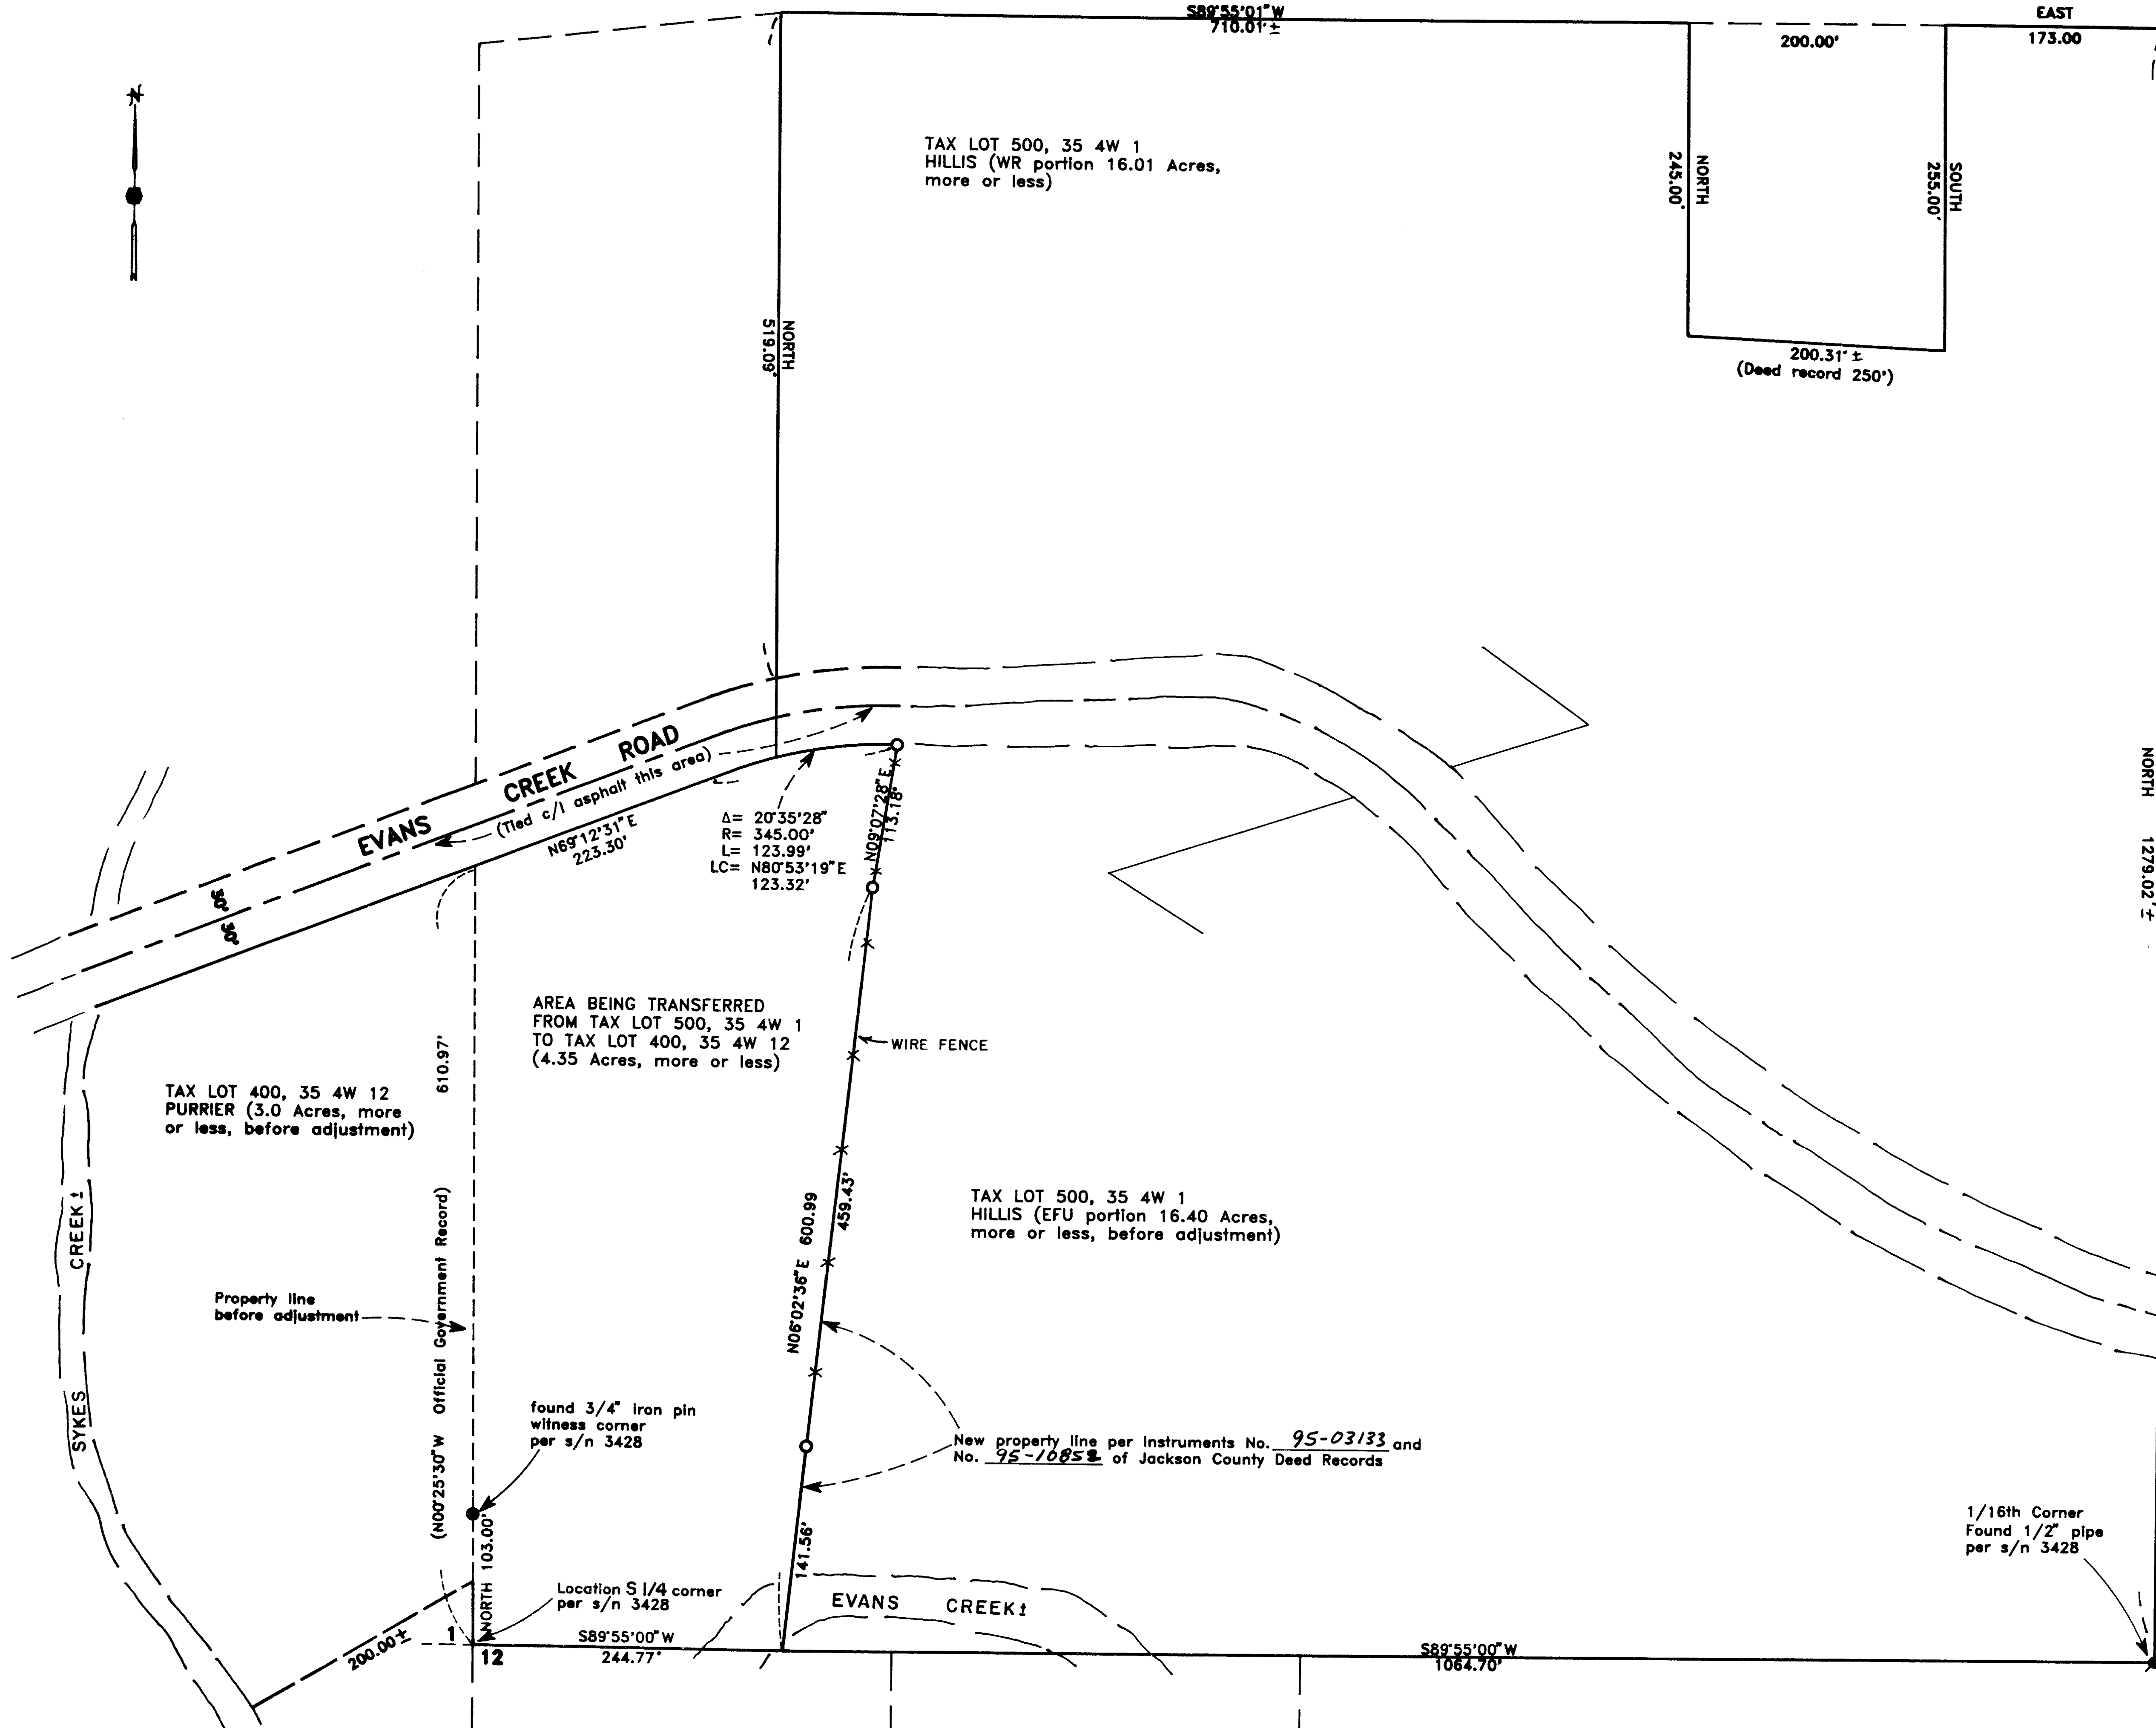 S89°55'01"W
710.01'±
EAST
200.00'
173.00
N
TAX LOT 500, 35 4W 1
HILLIS (WR portion 16.01 Acres,
more or less)
NORTH
245.00'
SOUTH
255.00'
200.31'±
(Deed record 250')
NORTH
519.09'
EVANS CREEK ROAD
(Tied c/l asphalt this area)
N69°12'31"E
223.30'
Δ= 20°35'28"
R= 345.00'
L= 123.99'
LC= N80°53'19"E
123.32'
N09°07'28"E
113.18'
NORTH 1279.02'±
30'
30'
AREA BEING TRANSFERRED
FROM TAX LOT 500, 35 4W 1
TO TAX LOT 400, 35 4W 12
(4.35 Acres, more or less)
WIRE FENCE
610.97'
TAX LOT 400, 35 4W 12
PURRIER (3.0 Acres, more
or less, before adjustment)
(N00°25'30"W Official Government Record)
N06°02'36"E 600.99
459.43'
TAX LOT 500, 35 4W 1
HILLIS (EFU portion 16.40 Acres,
more or less, before adjustment)
SYKES CREEK±
Property line
before adjustment
found 3/4" iron pin
witness corner
per s/n 3428
New property line per Instruments No. 95-03133 and
No. 95-10852 of Jackson County Deed Records
NORTH 103.00'
141.56'
1/16th Corner
Found 1/2" pipe
per s/n 3428
Location S 1/4 corner
per s/n 3428
EVANS CREEK±
200.00±
1
12
S89°55'00"W
244.77'
S89°55'00"W
1064.70'